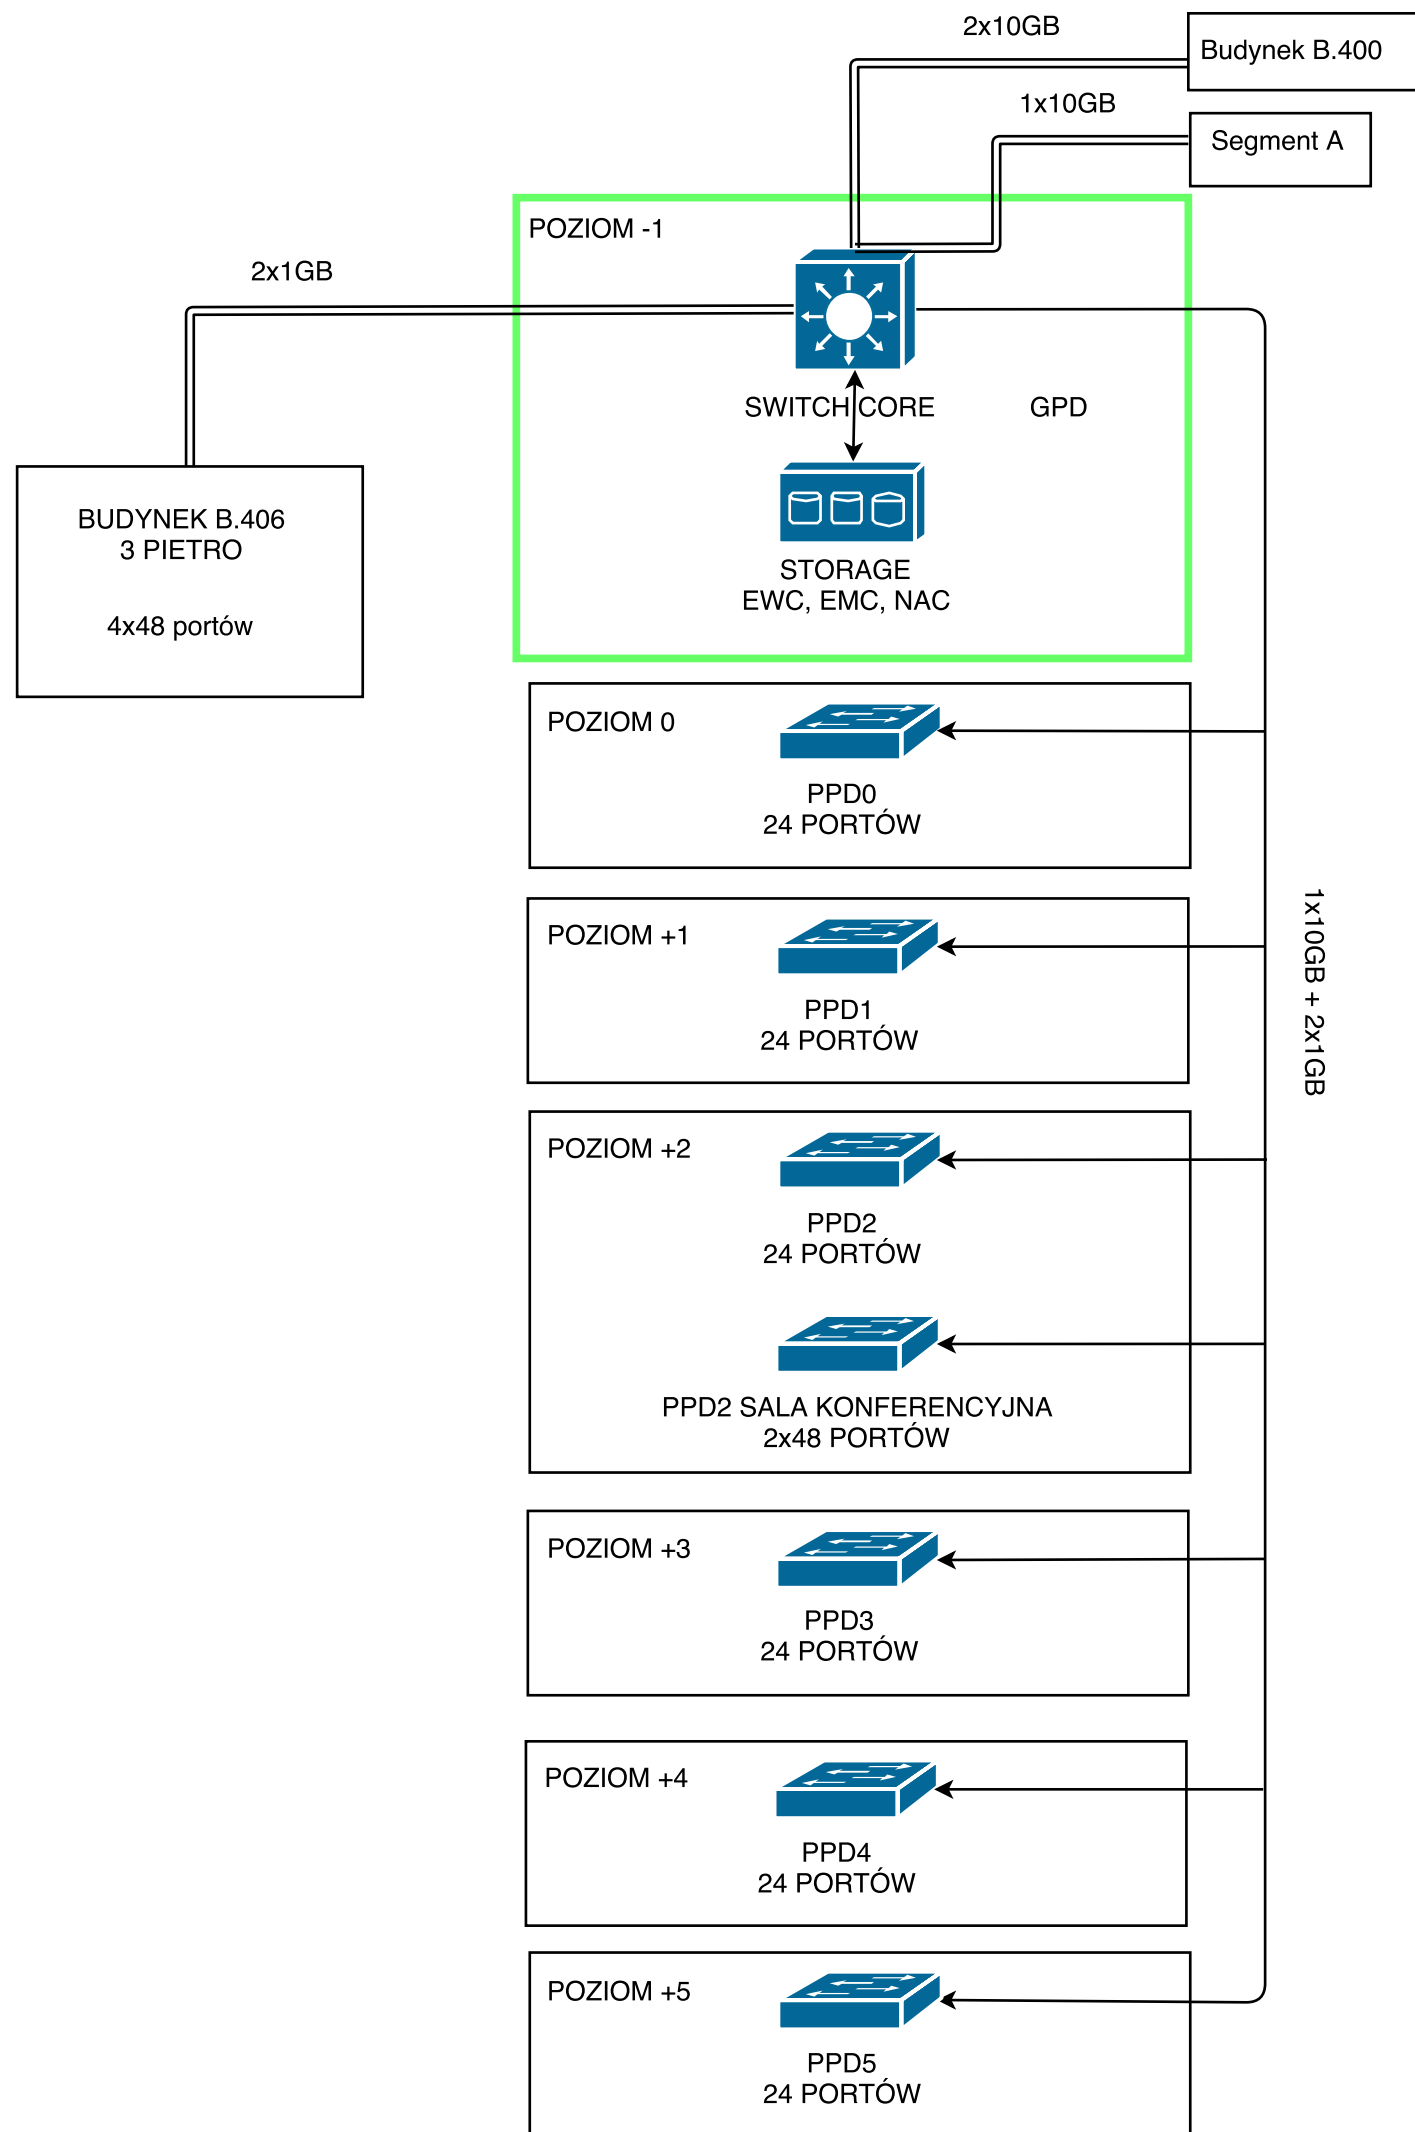 2x10GB
Budynek B.400
1x10GB
Segment A
POZIOM -1
2x1GB
SWITCH CORE
GPD
STORAGE
EWC, EMC, NAC
BUDYNEK B.406
3 PIETRO
4x48 portów
POZIOM 0
PPD0
24 PORTÓW
1x10GB + 2x1GB
POZIOM +1
PPD1
24 PORTÓW
POZIOM +2
PPD2
24 PORTÓW
PPD2 SALA KONFERENCYJNA
2x48 PORTÓW
POZIOM +3
PPD3
24 PORTÓW
POZIOM +4
PPD4
24 PORTÓW
POZIOM +5
PPD5
24 PORTÓW